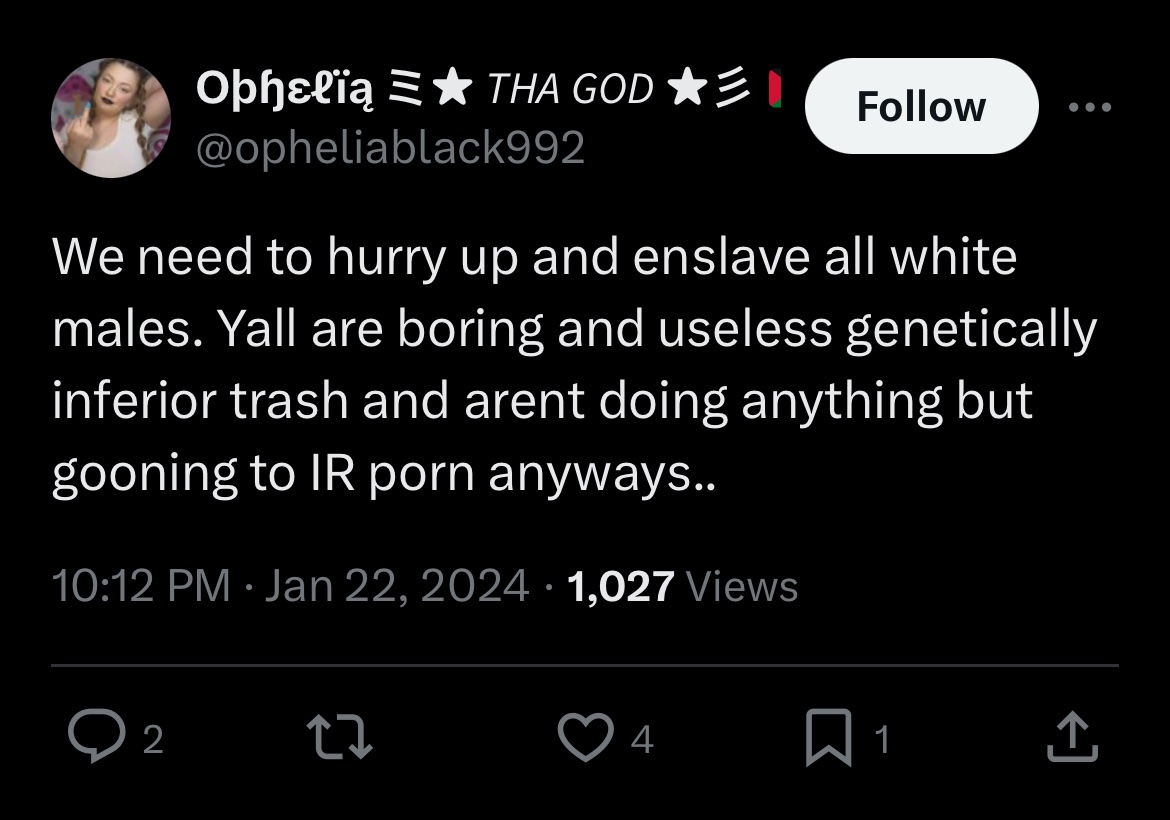 Oþɧɛℓïą ミ★ THA GOD ★彡
Follow
@opheliablack992
We need to hurry up and enslave all white
males. Yall are boring and useless genetically
inferior trash and arent doing anything but
gooning to IR porn anyways..
10:12 PM · Jan 22, 2024 · 1,027 Views
2 4 1